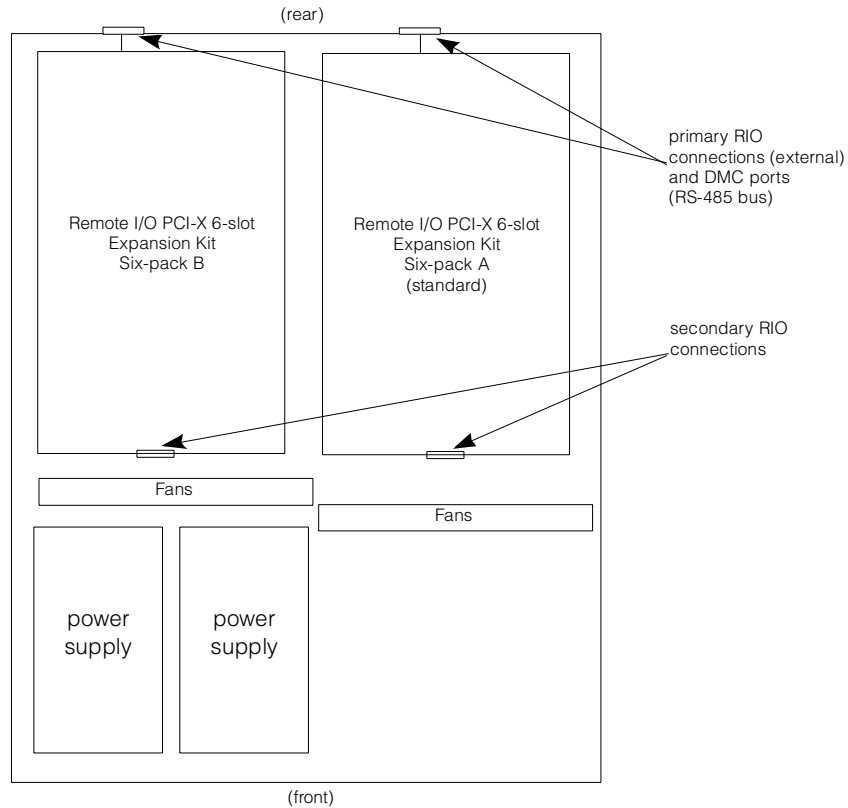 (rear)
primary RIO
connections (external)
and DMC ports
(RS-485 bus)
Remote I/O PCI-X 6-slot
Expansion Kit
Six-pack B
Remote I/O PCI-X 6-slot
Expansion Kit
Six-pack A
(standard)
secondary RIO
connections
Fans
Fans
power
supply
power
supply
(front)